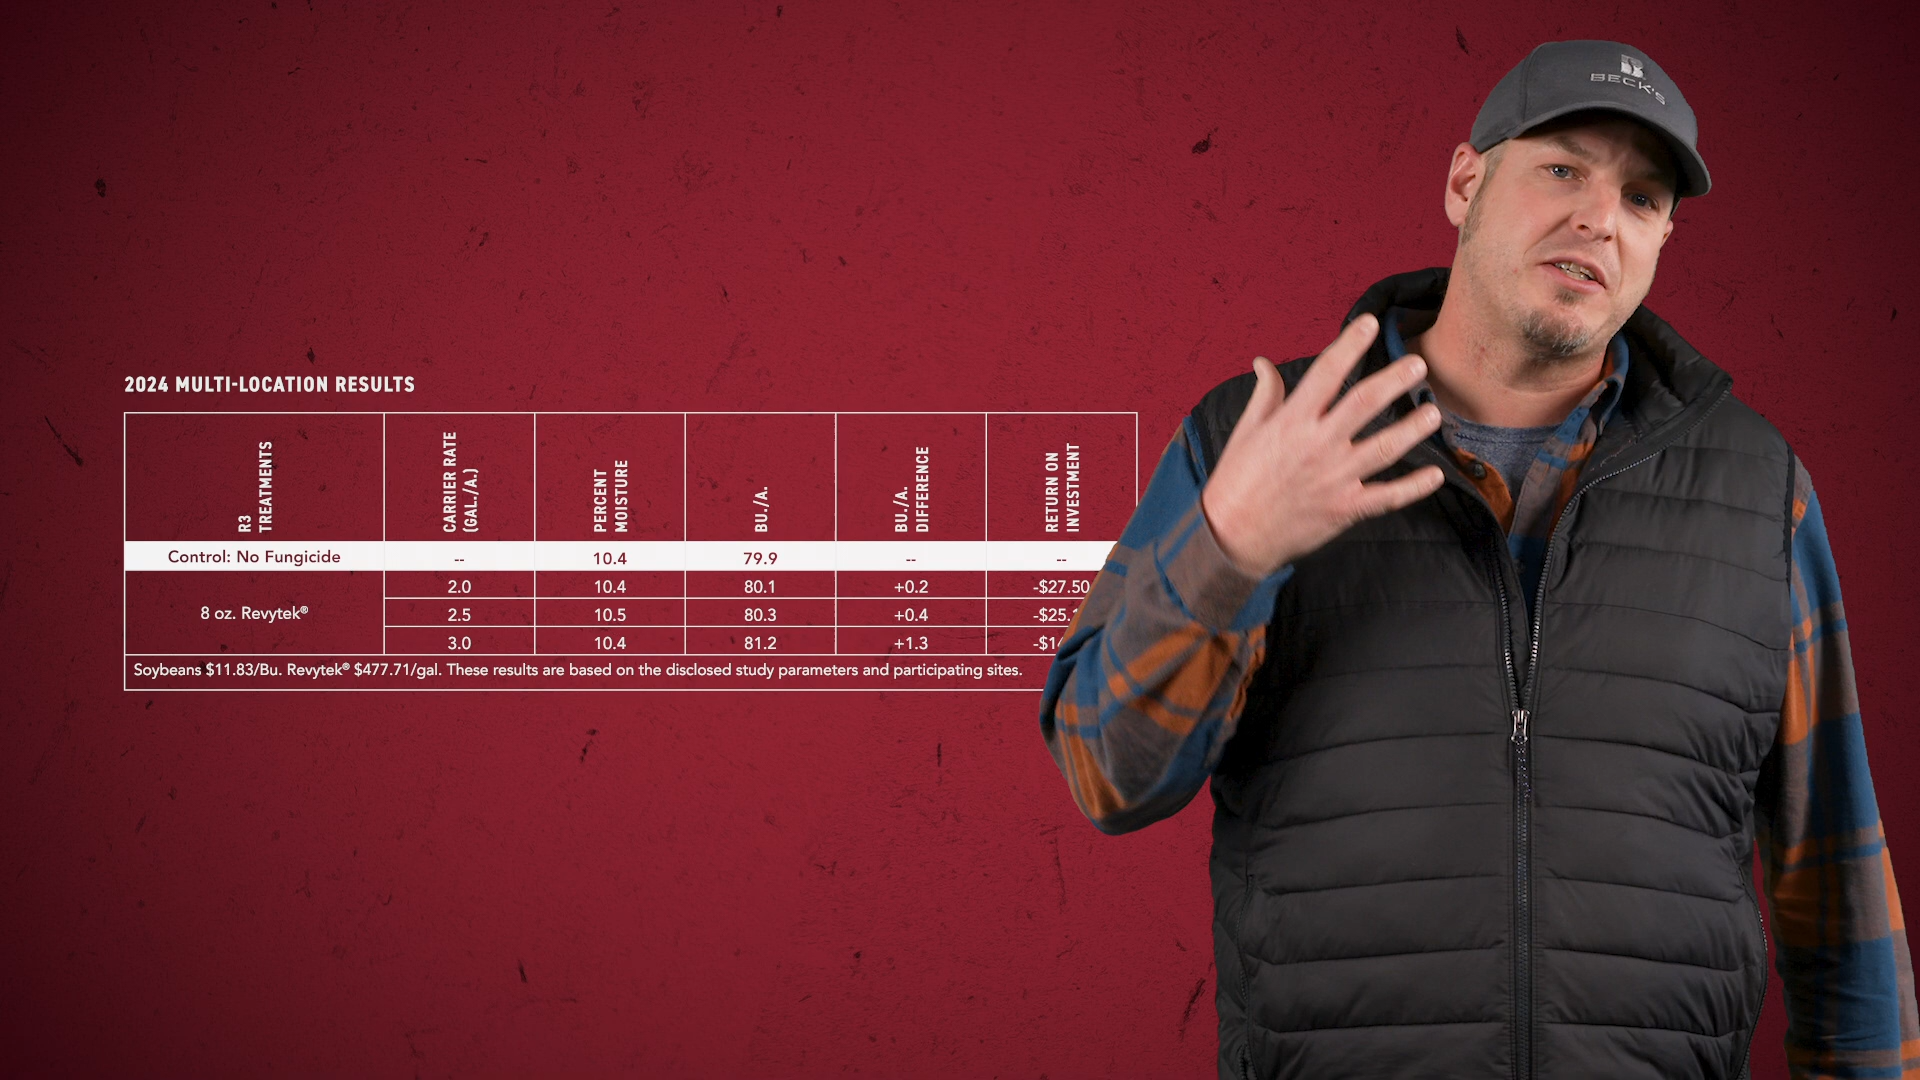 BECK'S
2024 MULTI-LOCATION RESULTS
R3 TREATMENTS CARRIER RATE (GAL./A.) PERCENT MOISTURE BU./A. BU./A. DIFFERENCE RETURN ON INVESTMENT
Control: No Fungicide -- 10.4 79.9 -- --
8 oz. Revytek®
2.0 10.4 80.1 +0.2 -$27.50
2.5 10.5 80.3 +0.4
3.0 10.4 81.2 +1.3
Soybeans $11.83/Bu. Revytek® $477.71/gal. These results are based on the disclosed study parameters and participating sites.